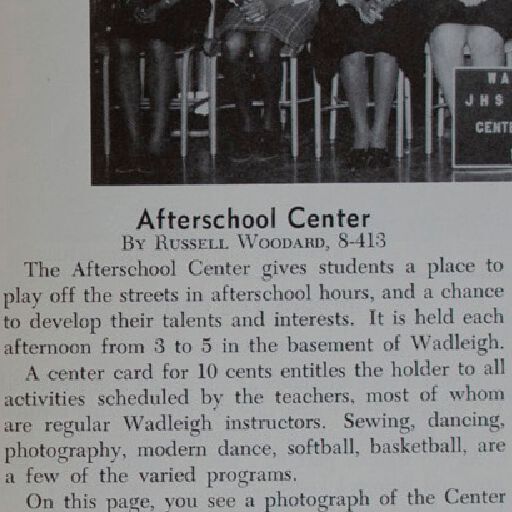 WA
JHS
CENT
Afterschool Center
BY RUSSELL WOODARD, 8-413
The Afterschool Center gives students a place to
play off the streets in afterschool hours, and a chance
to develop their talents and interests. It is held each
afternoon from 3 to 5 in the basement of Wadleigh.
A center card for 10 cents entitles the holder to all
activities scheduled by the teachers, most of whom
are regular Wadleigh instructors. Sewing, dancing,
photography, modern dance, softball, basketball, are
a few of the varied programs.
On this page, you see a photograph of the Center